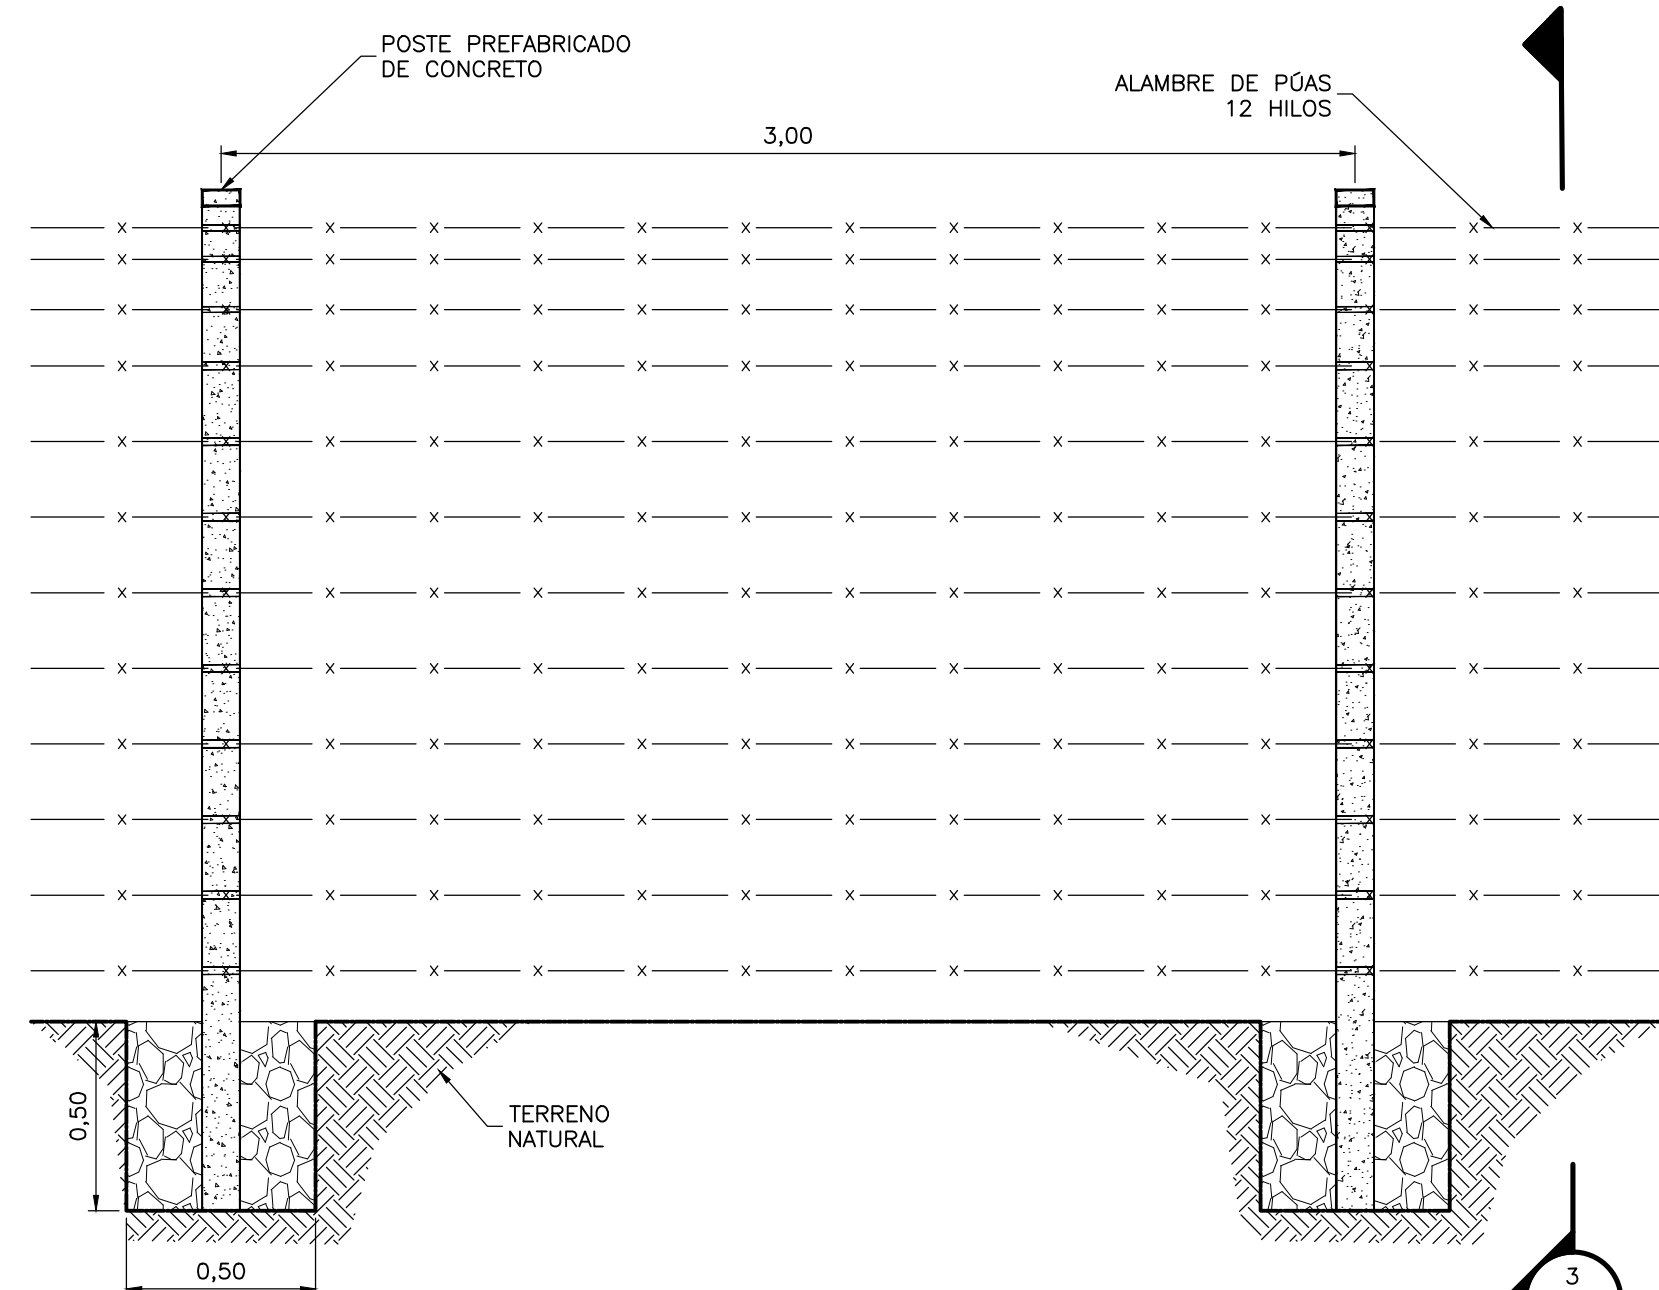 POSTE PREFABRICADO
DE CONCRETO
ALAMBRE DE PÚAS
12 HILOS
3,00
0,50
TERRENO
NATURAL
0,50
3